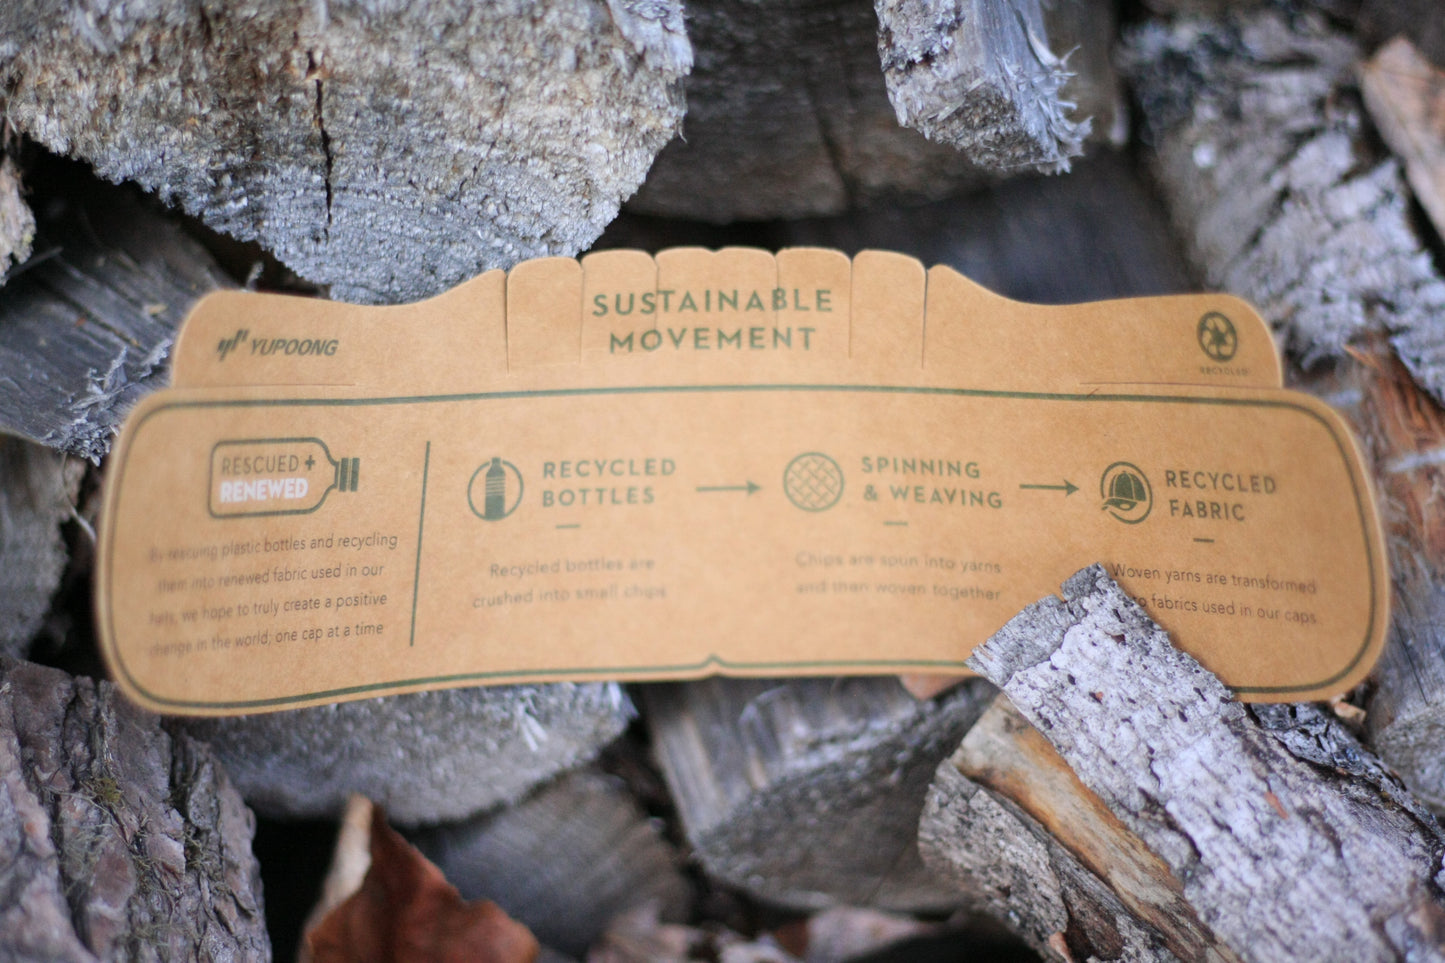 SUSTAINABLE
MOVEMENT
YUPOONG
RECYCLED
RESCUED +
RENEWED
By rescuing plastic bottles and recycling
them into renewed fabric used in our
hats, we hope to truly create a positive
change in the world, one cap at a time
RECYCLED
BOTTLES
Recycled bottles are
crushed into small chips
SPINNING
& WEAVING
Chips are spun into yarns
and then woven together
RECYCLED
FABRIC
Woven yarns are transformed
to fabrics used in our caps